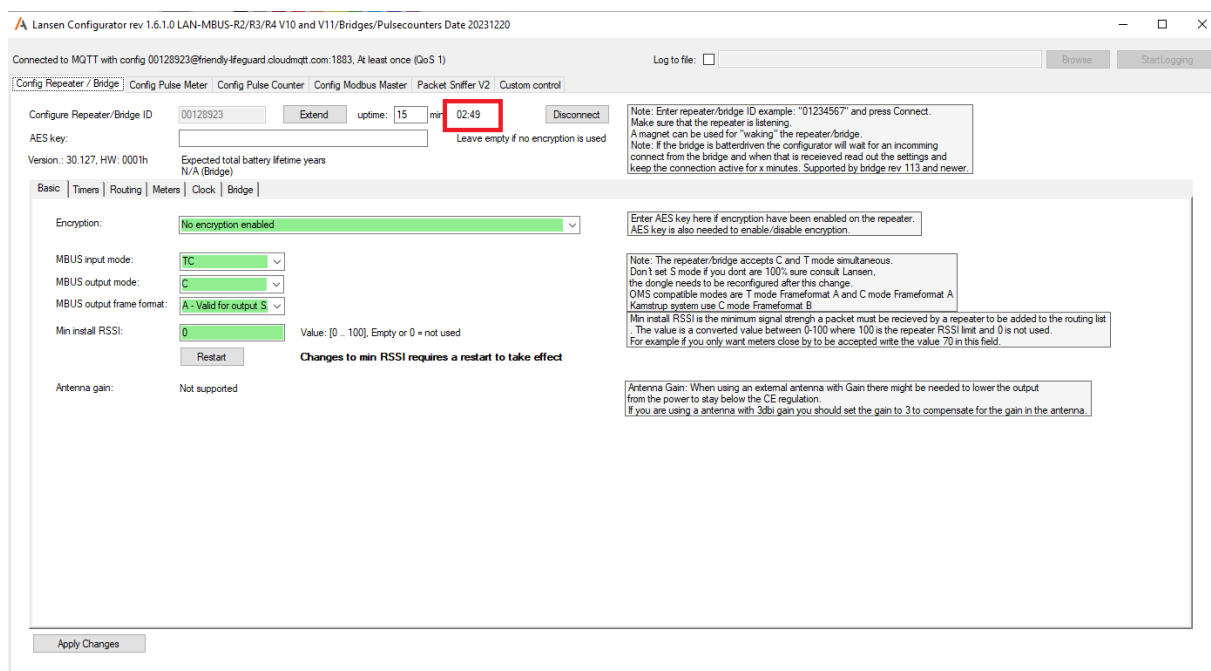 Lansen Configurator rev 1.6.1.0 LAN-MBUS-R2/R3/R4 V10 and V11/Bridges/Pulsecounters Date 20231220
Connected to MQTT with config 00128923@friendly-lifeguard.cloudmqtt.com:1883, At least once (QoS 1)
Log to file:
Browse
StartLogging
Config Repeater / Bridge
Config Pulse Meter
Config Pulse Counter
Config Modbus Master
Packet Sniffer V2
Custom control
Configure Repeater/Bridge ID
00128923
Extend
uptime:
15
min
02:49
Disconnect
AES key:
Leave empty if no encryption is used
Version.: 30.127, HW: 0001h
Expected total battery lifetime years
N/A (Bridge)
Note: Enter repeater/bridge ID example: "01234567" and press Connect.
Make sure that the repeater is listening.
A magnet can be used for "waking" the repeater/bridge.
Note: If the bridge is batterdriven the configurator will wait for an incomming
connect from the bridge and when that is receieved read out the settings and
keep the connection active for x minutes. Supported by bridge rev 113 and newer.
Basic
Timers
Routing
Meters
Clock
Bridge
Encryption:
No encryption enabled
Enter AES key here if encryption have been enabled on the repeater.
AES key is also needed to enable/disable encryption.
MBUS input mode:
TC
MBUS output mode:
C
MBUS output frame format:
A - Valid for output S
Min install RSSI:
0
Value: [0 .. 100], Empty or 0 = not used
Restart
Changes to min RSSI requires a restart to take effect
Note: The repeater/bridge accepts C and T mode simultaneous.
Don't set S mode if you dont are 100% sure consult Lansen,
the dongle needs to be reconfigured after this change.
OMS compatible modes are T mode Frameformat A and C mode Frameformat A
Kamstrup system use C mode Frameformat B
Min install RSSI is the minimum signal strengh a packet must be recieved by a repeater to be added to the routing list
. The value is a converted value between 0-100 where 100 is the repeater RSSI limit and 0 is not used.
For example if you only want meters close by to be accepted write the value 70 in this field.
Antenna gain:
Not supported
Antenna Gain: When using an external antenna with Gain there might be needed to lower the output
from the power to stay below the CE regulation.
If you are using a antenna with 3dbi gain you should set the gain to 3 to compensate for the gain in the antenna.
Apply Changes